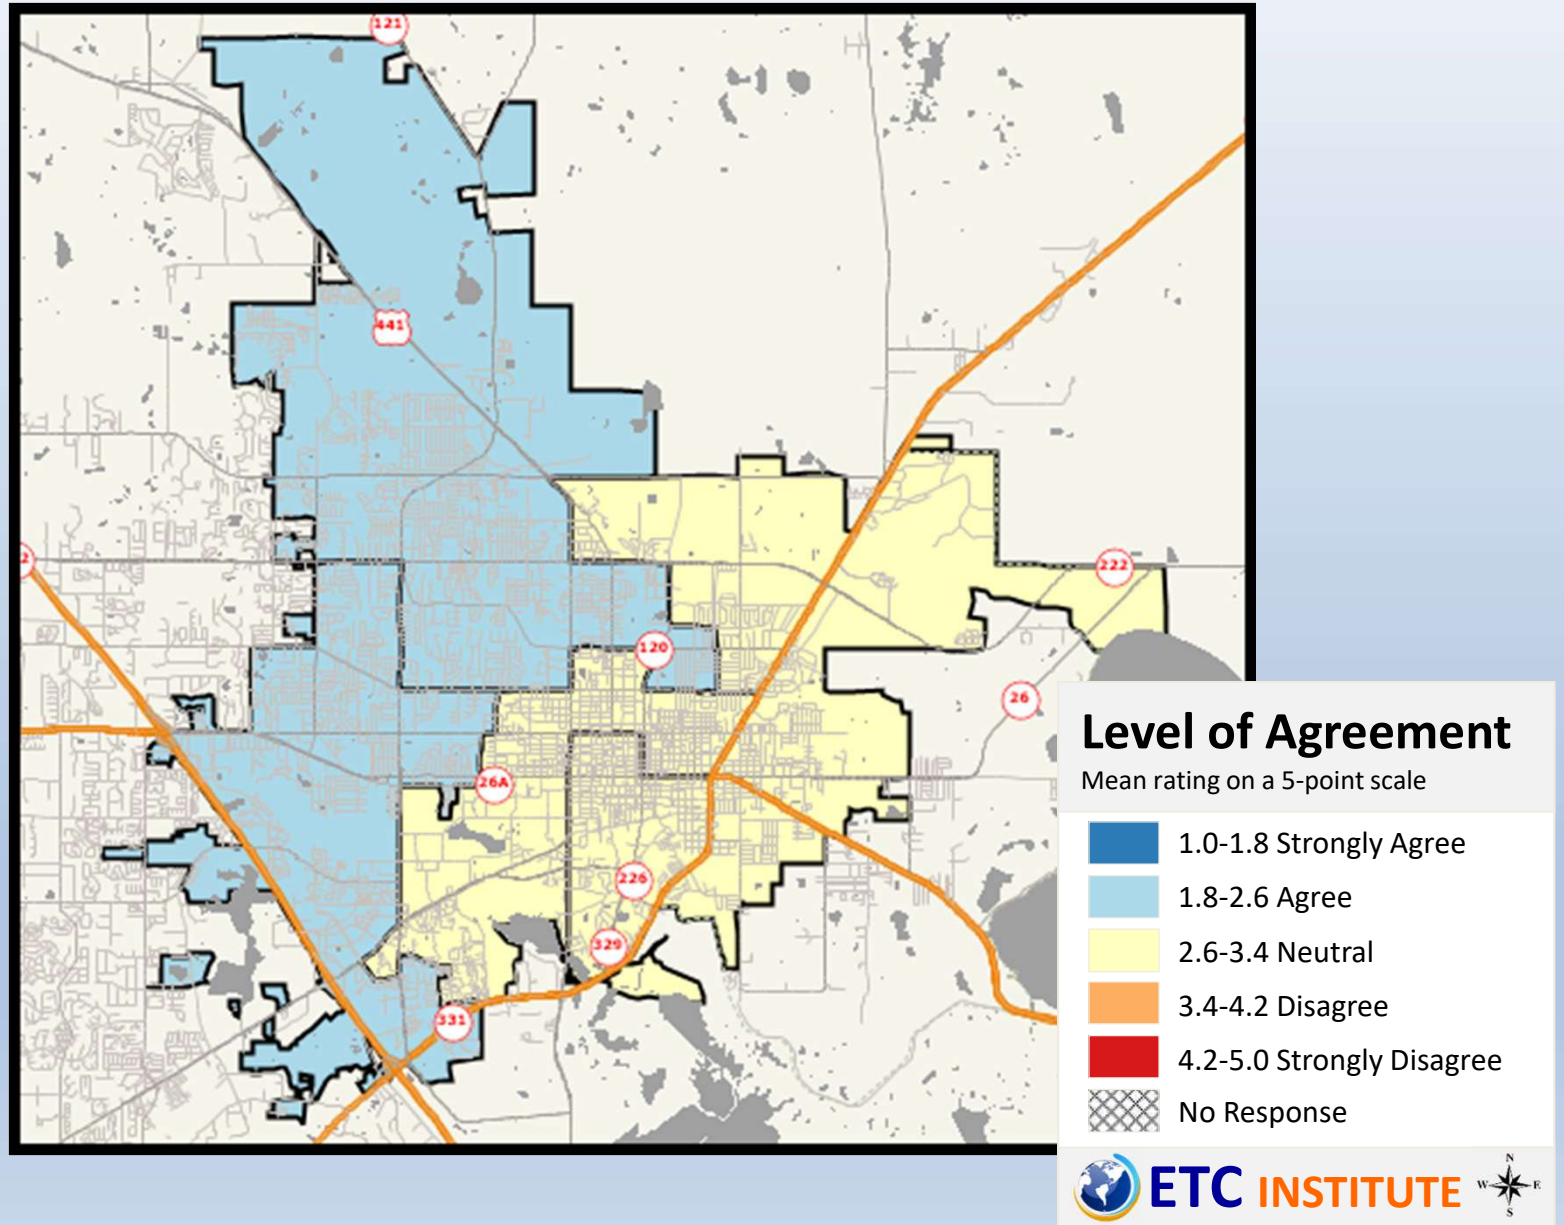 121
441
2
222
120
26
26A
226
329
331
Level of Agreement
Mean rating on a 5-point scale
1.0-1.8 Strongly Agree
1.8-2.6 Agree
2.6-3.4 Neutral
3.4-4.2 Disagree
4.2-5.0 Strongly Disagree
No Response
ETC INSTITUTE
N
W E
S